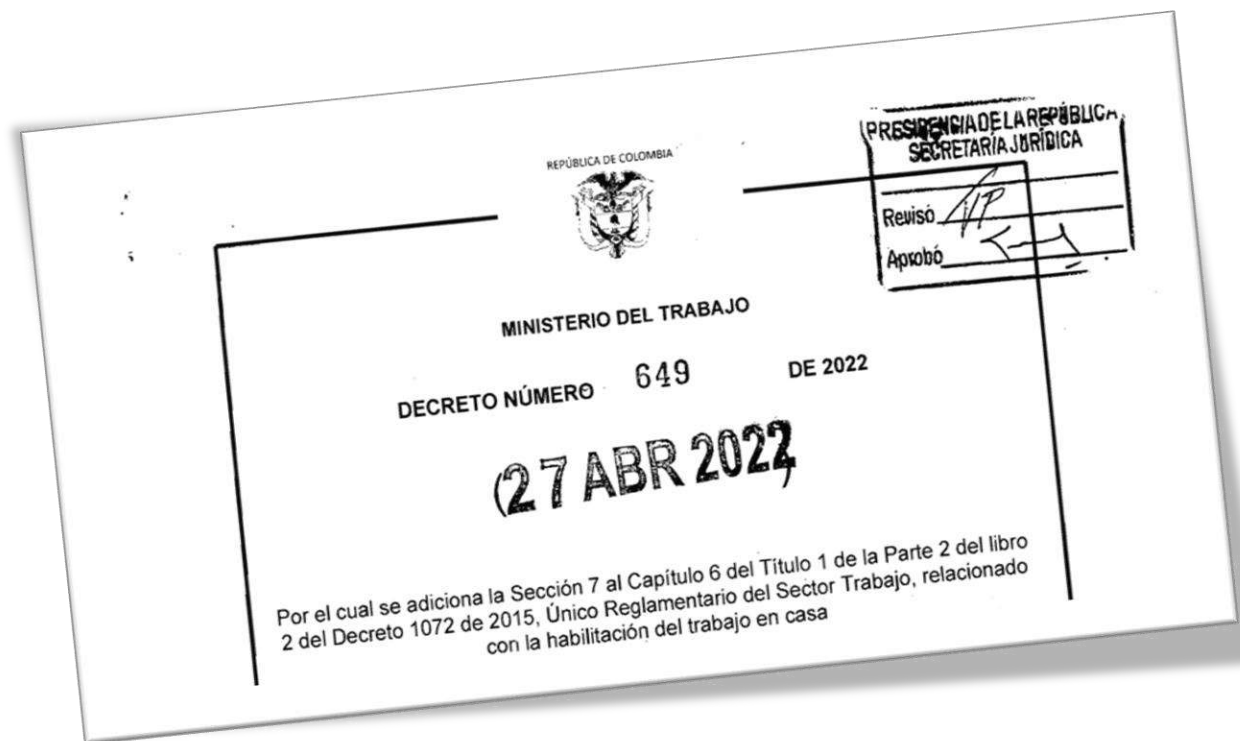 REPÚBLICA DE COLOMBIA
PRESIDENCIA DE LA REPÚBLICA
SECRETARÍA JURÍDICA
Revisó
Aprobó
MINISTERIO DEL TRABAJO
DECRETO NÚMERO 649 DE 2022
(27 ABR 2022)
Por el cual se adiciona la Sección 7 al Capítulo 6 del Título 1 de la Parte 2 del libro
2 del Decreto 1072 de 2015, Único Reglamentario del Sector Trabajo, relacionado
con la habilitación del trabajo en casa